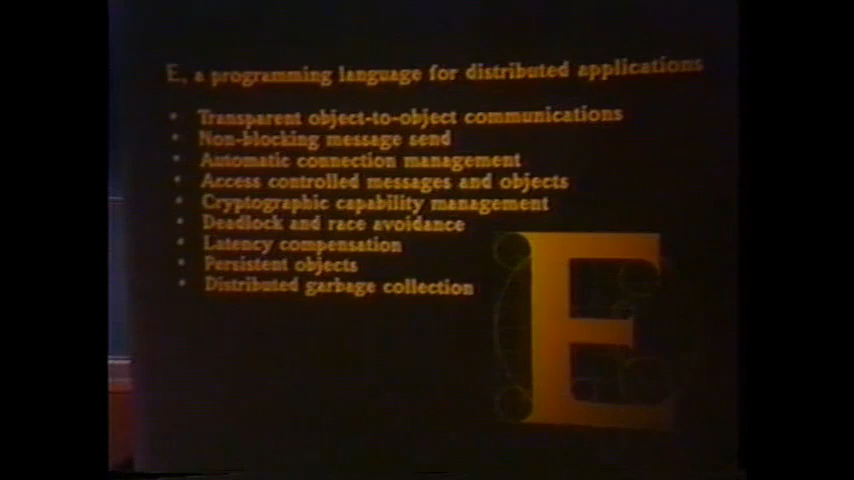 E, a programming language for distributed applications
• Transparent object-to-object communications
• Non-blocking message send
• Automatic connection management
• Access controlled messages and objects
• Cryptographic capability management
• Deadlock and race avoidance
• Latency compensation
• Persistent objects
• Distributed garbage collection
E